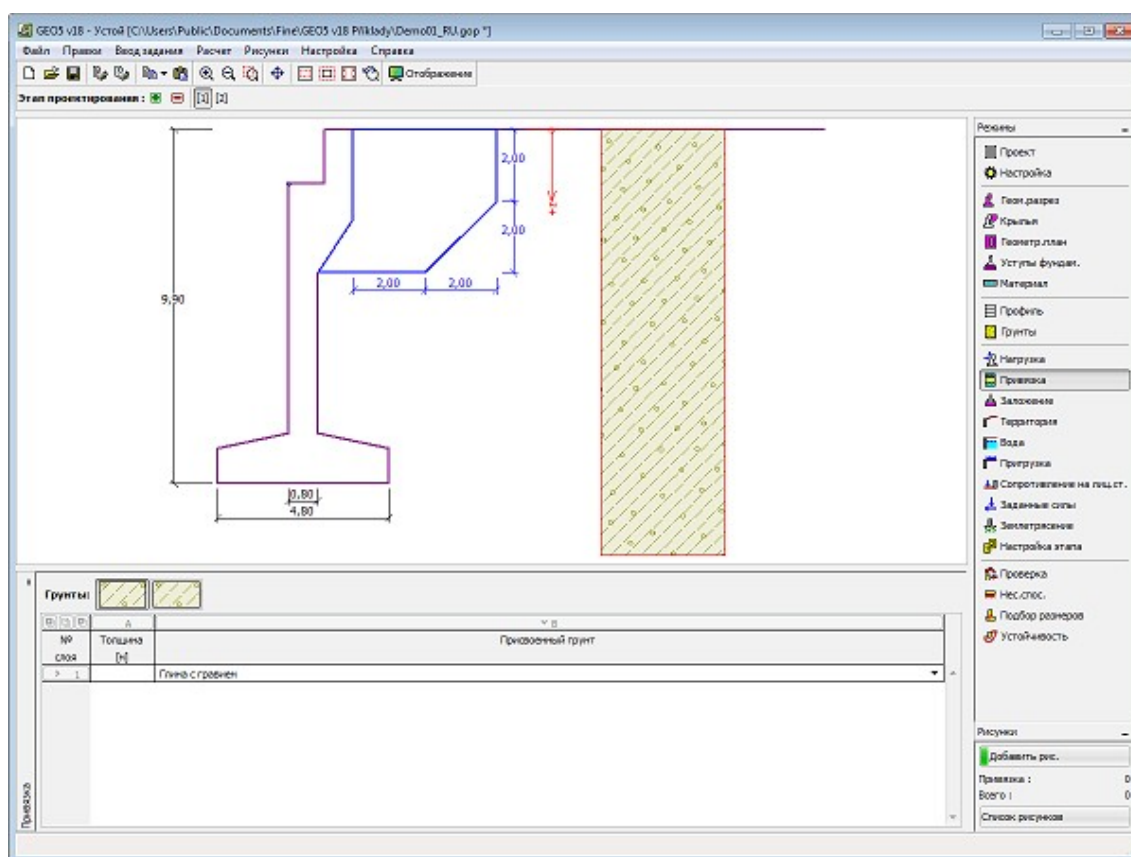 GEO5 v18 - Устой [C:\Users\Public\Documents\Fine\GEO5 v18 Příklady\Demo01_RU.gop *]
Файл Правки Ввод задания Расчет Рисунки Настройка Справка
Отображение
Этап проектирования : [1] [2]
2,00
+z
2,00
2,00 2,00
9,90
0,80
4,80
Режимы
Проект
Настройка
Геом.разрез
Крылья
Геометр.план
Уступы фундам.
Материал
Профиль
Грунты
Нагрузка
Привязка
Заложение
Территория
Вода
Пригрузка
Сопротивление на лиц.ст.
Заданные силы
Землетрясение
Настройка этапа
Проверка
Нес.спос.
Подбор размеров
Устойчивость
Грунты:
A B
№ слоя
Толщина [м]
Присвоенный грунт
> 1 Глина с гравием
Привязка
Рисунки
Добавить рис.
Привязка : 0
Всего : 0
Список рисунков